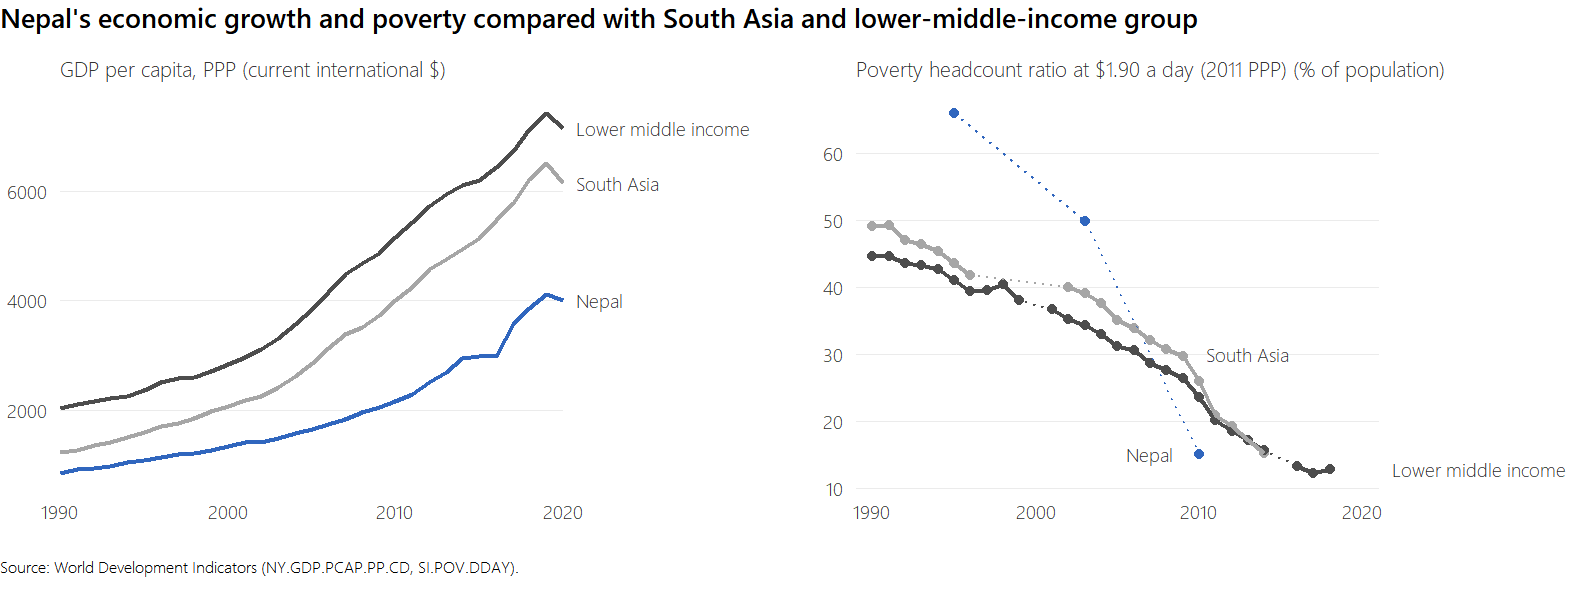 Nepal's economic growth and poverty compared with South Asia and lower-middle-income group
GDP per capita, PPP (current international $)
Lower middle income
South Asia
Nepal
6000
4000
2000
1990
2000
2010
2020
Poverty headcount ratio at $1.90 a day (2011 PPP) (% of population)
60
50
40
30
20
10
South Asia
Nepal
Lower middle income
1990
2000
2010
2020
Source: World Development Indicators (NY.GDP.PCAP.PP.CD, SI.POV.DDAY).